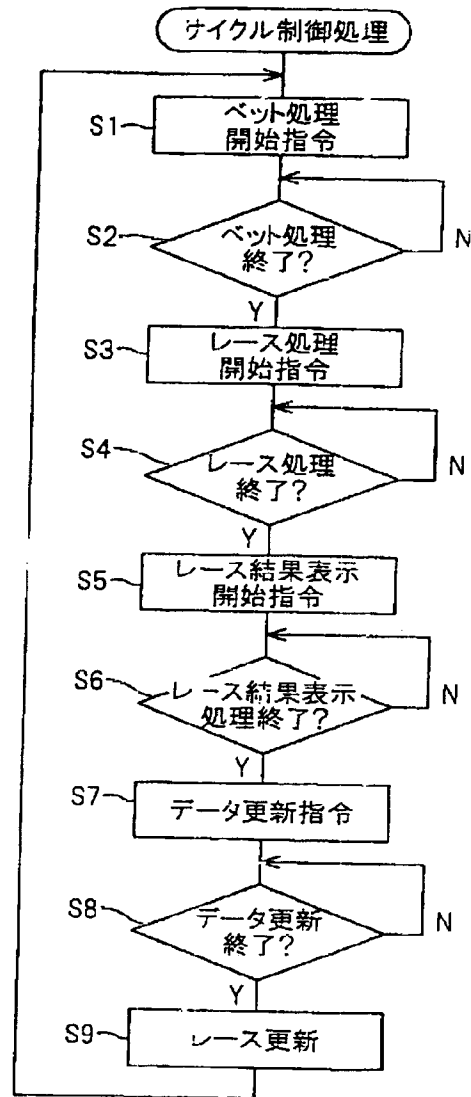 サイクル制御処理
S1
ベット処理
開始指令
S2
ベット処理
終了?
N
Y
S3
レース処理
開始指令
S4
レース処理
終了?
N
Y
S5
レース結果表示
開始指令
S6
レース結果表示
処理終了?
N
Y
S7
データ更新指令
S8
データ更新
終了?
N
Y
S9
レース更新